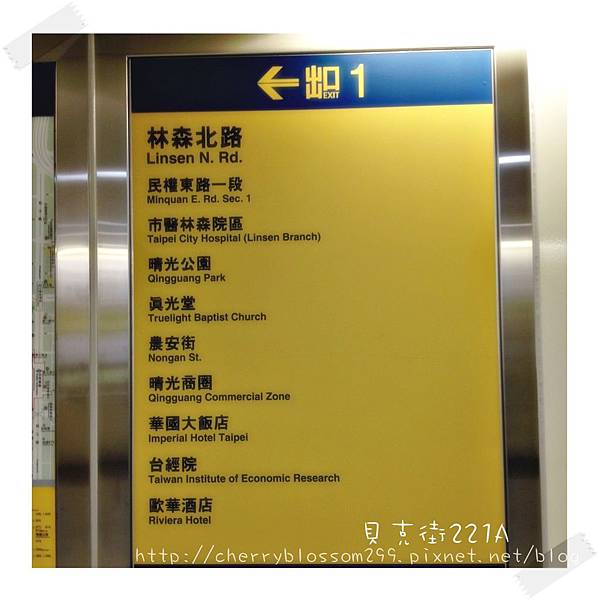 ← 出口 EXIT 1
林森北路
Linsen N. Rd.
民權東路一段
Minquan E. Rd. Sec. 1
市醫林森院區
Taipei City Hospital (Linsen Branch)
晴光公園
Qingguang Park
眞光堂
Truelight Baptist Church
農安街
Nongan St.
晴光商圈
Qingguang Commercial Zone
華國大飯店
Imperial Hotel Taipei
台經院
Taiwan Institute of Economic Research
歐華酒店
Riviera Hotel
貝克街221A
http://cherryblossom299.pixnet.net/blog